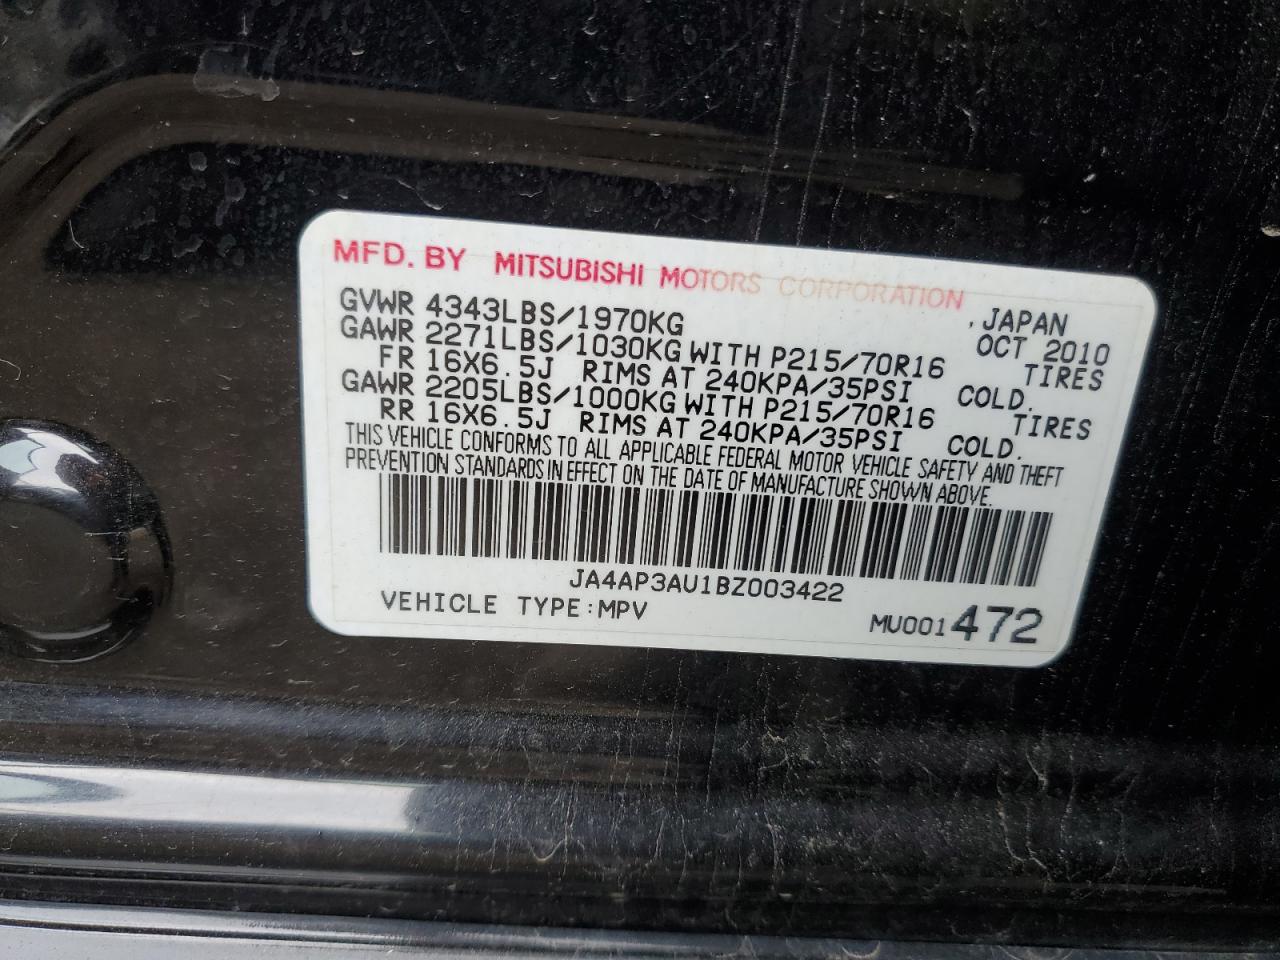 MFD. BY MITSUBISHI MOTORS CORPORATION, JAPAN
GVWR 4343LBS/1970KG OCT 2010
GAWR 2271LBS/1030KG WITH P215/70R16 TIRES
FR 16X6.5J RIMS AT 240KPA/35PSI COLD.
GAWR 2205LBS/1000KG WITH P215/70R16 TIRES
RR 16X6.5J RIMS AT 240KPA/35PSI COLD.
THIS VEHICLE CONFORMS TO ALL APPLICABLE FEDERAL MOTOR VEHICLE SAFETY AND THEFT
PREVENTION STANDARDS IN EFFECT ON THE DATE OF MANUFACTURE SHOWN ABOVE.
JA4AP3AU1BZ003422
VEHICLE TYPE:MPV MU001472